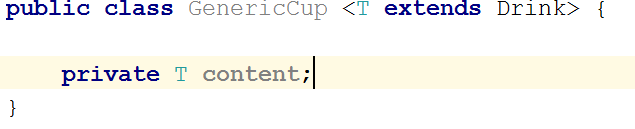 public class GenericCup <T extends Drink> {
private T content;
}